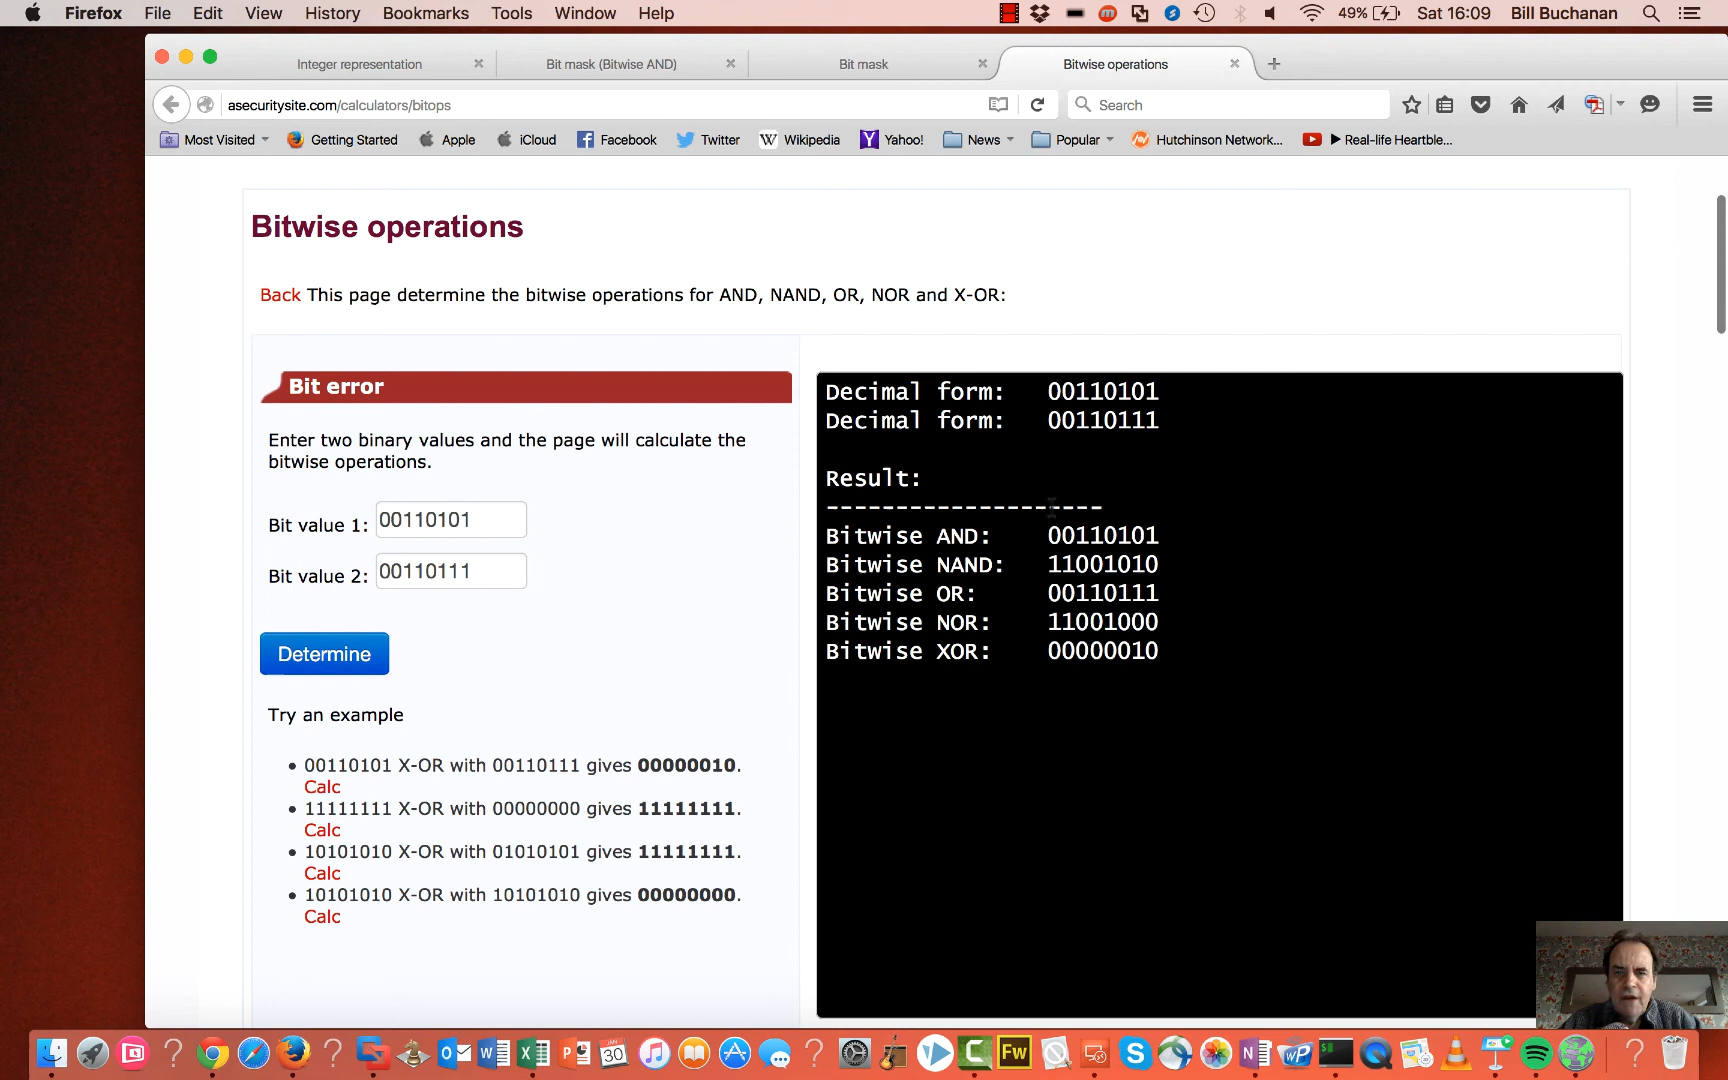 Firefox File Edit View History Bookmarks Tools Window Help 49% Sat 16:09 Bill Buchanan
Integer representation Bit mask (Bitwise AND) Bit mask Bitwise operations
asecuritysite.com/calculators/bitops Search
Most Visited Getting Started Apple iCloud Facebook Twitter Wikipedia Yahoo! News Popular Hutchinson Network... ▶ Real-life Heartble...
Bitwise operations
Back This page determine the bitwise operations for AND, NAND, OR, NOR and X-OR:
Bit error
Enter two binary values and the page will calculate the
bitwise operations.
Bit value 1: 00110101
Bit value 2: 00110111
Determine
Try an example
• 00110101 X-OR with 00110111 gives 00000010.
Calc
• 11111111 X-OR with 00000000 gives 11111111.
Calc
• 10101010 X-OR with 01010101 gives 11111111.
Calc
• 10101010 X-OR with 10101010 gives 00000000.
Calc
Decimal form: 00110101
Decimal form: 00110111
Result:
--------------------
Bitwise AND: 00110101
Bitwise NAND: 11001010
Bitwise OR: 00110111
Bitwise NOR: 11001000
Bitwise XOR: 00000010
JAN
30
Fw